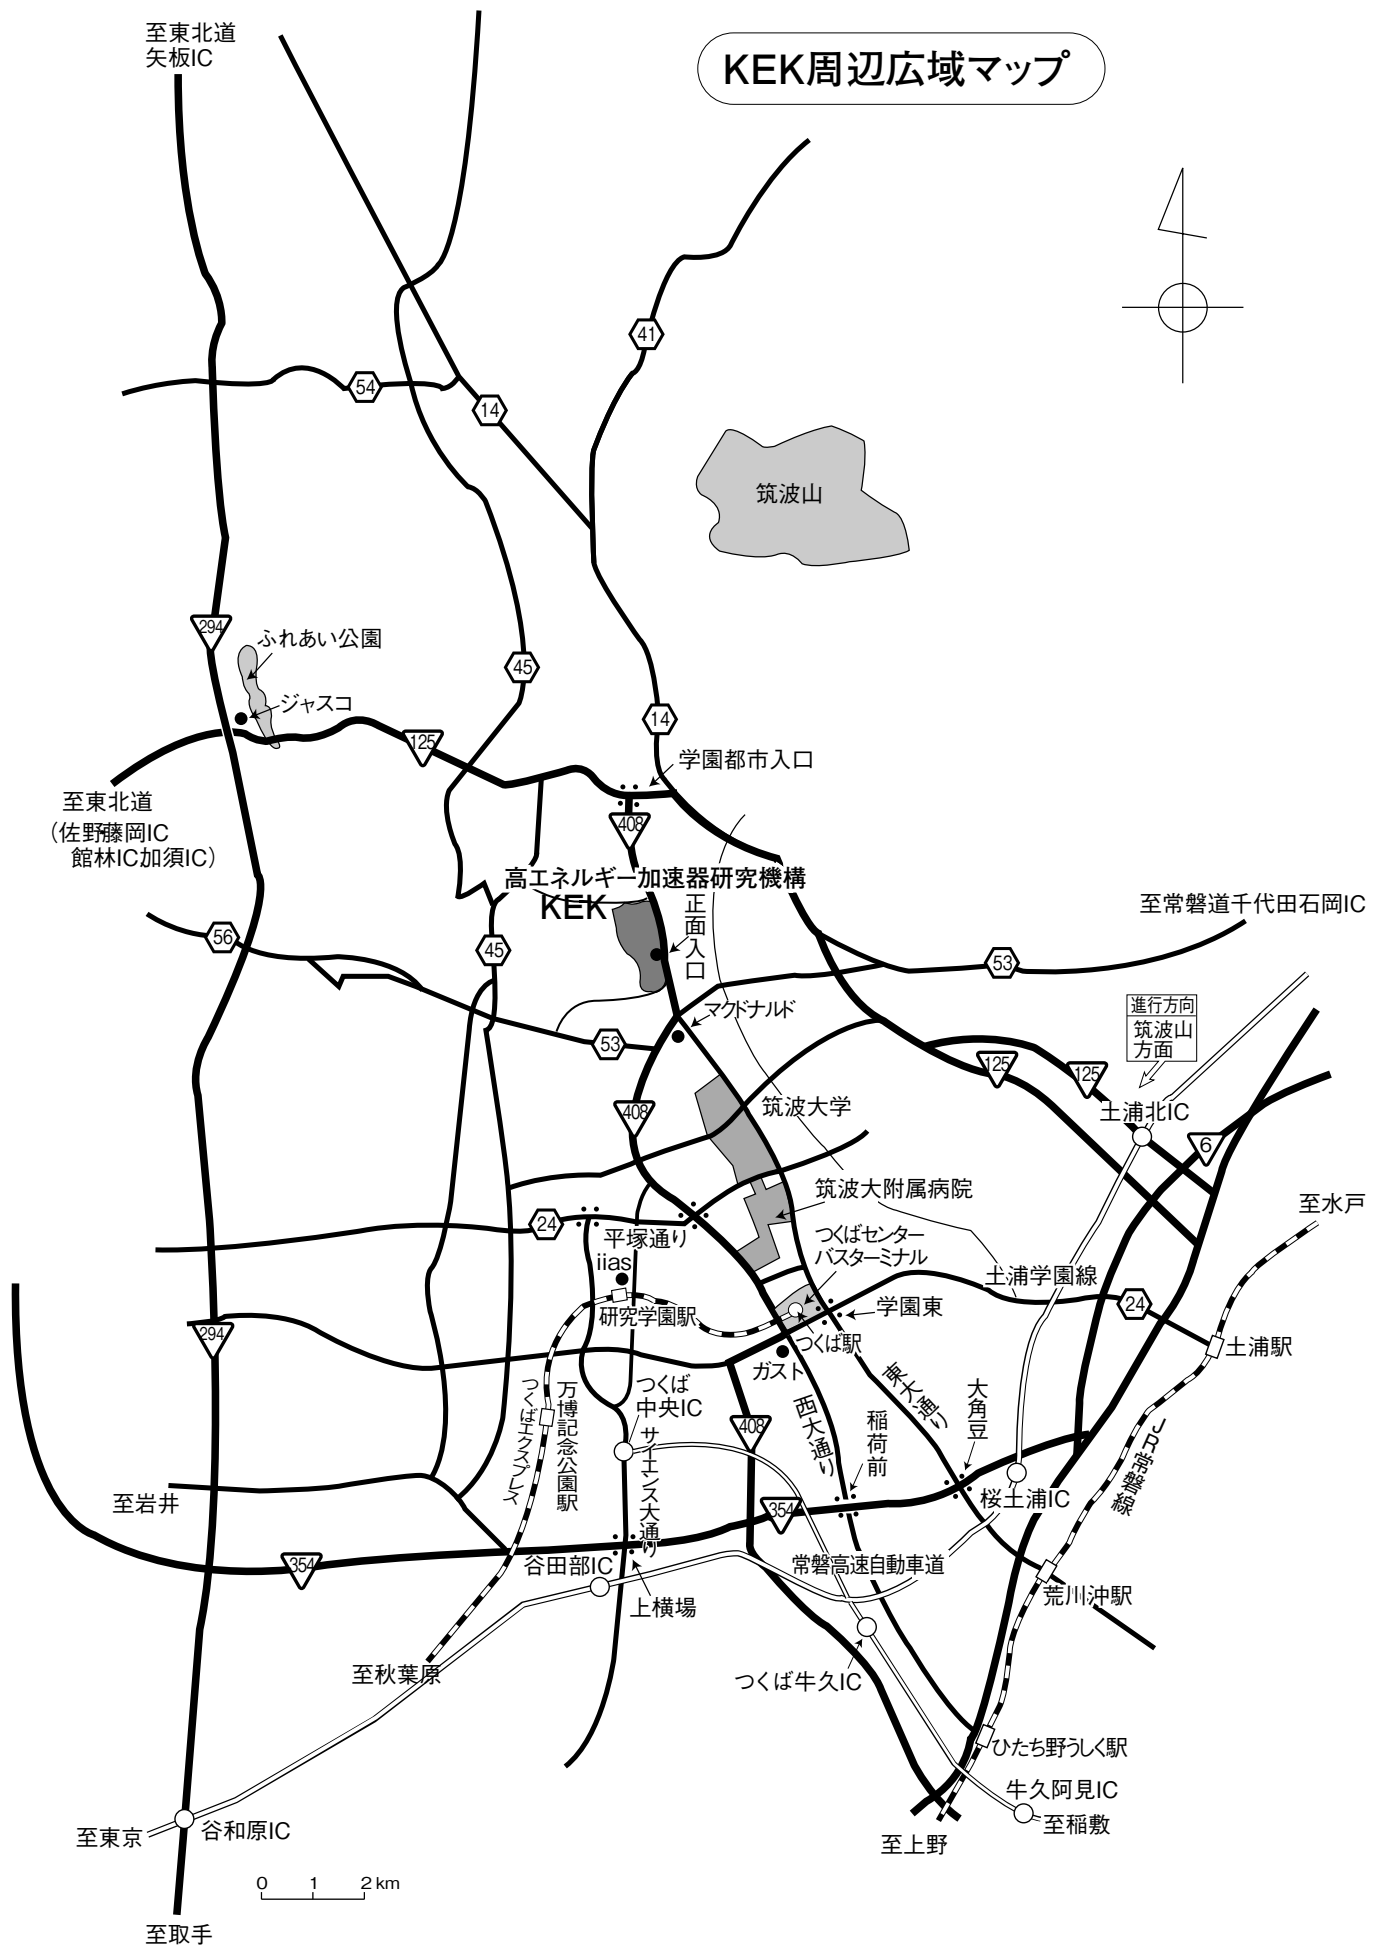 至東北道
矢板IC
KEK周辺広域マップ
41
54
14
筑波山
294
ふれあい公園
ジャスコ
45
14
125
学園都市入口
至東北道
(佐野藤岡IC
館林IC加須IC)
408
高エネルギー加速器研究機構
KEK
正面入口
至常磐道千代田石岡IC
56
45
53
進行方向
筑波山
方面
マクドナルド
53
125
125
408
筑波大学
土浦北IC
6
筑波大附属病院
至水戸
24
平塚通り
つくばセンター
バスターミナル
iias
土浦学園線
研究学園駅
学園東
24
294
つくば駅
土浦駅
ガスト
つくば
中央IC
東大通り
大角豆
つくばエクスプレス
万博記念公園駅
サイエンス大通り
408
西大通り
稲荷前
JR常磐線
至岩井
桜土浦IC
354
354
谷田部IC
常磐高速自動車道
上横場
荒川沖駅
至秋葉原
つくば牛久IC
ひたち野うしく駅
牛久阿見IC
至稲敷
至東京
谷和原IC
至上野
0 1 2 km
至取手